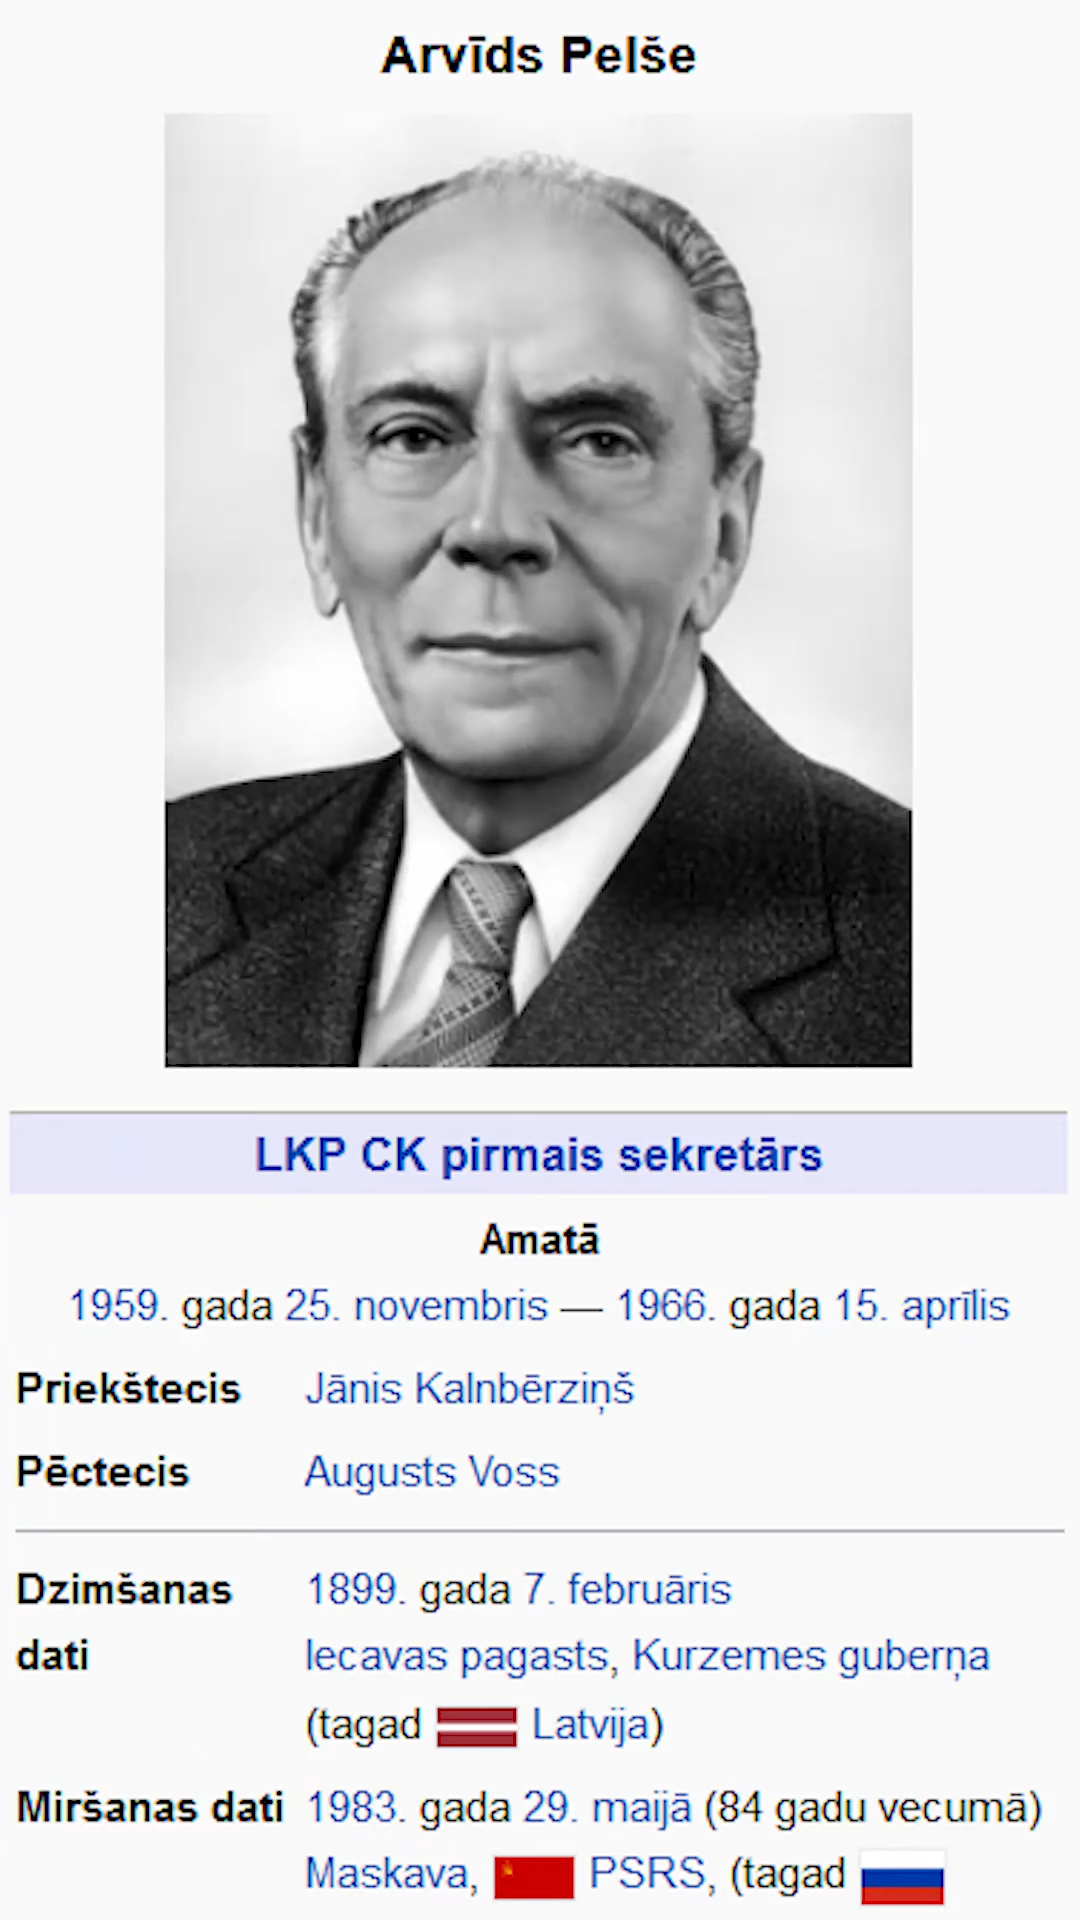 Arvīds Pelše
LKP CK pirmais sekretārs
Amatā
1959. gada 25. novembris — 1966. gada 15. aprīlis
Priekštecis Jānis Kalnbērziņš
Pēctecis Augusts Voss
Dzimšanas 1899. gada 7. februāris
dati Iecavas pagasts, Kurzemes guberņa
(tagad Latvija)
Miršanas dati 1983. gada 29. maijā (84 gadu vecumā)
Maskava, PSRS, (tagad